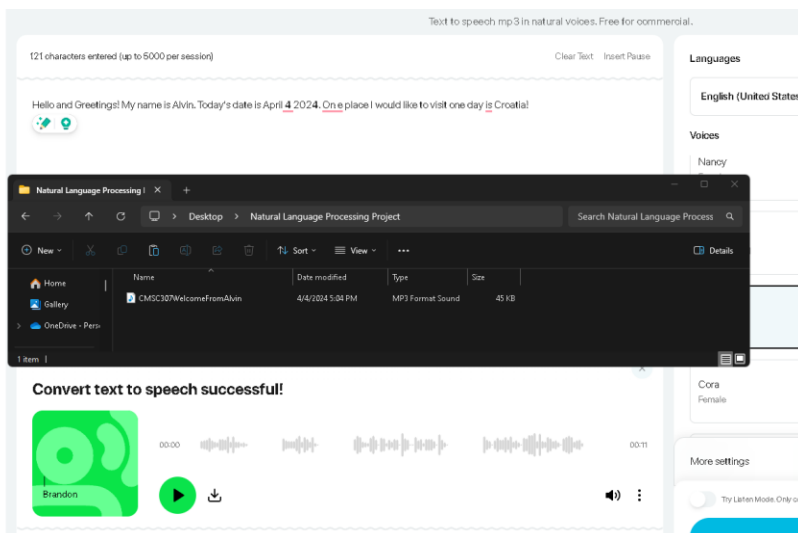 Text to speech mp3 in natural voices. Free for commercial.
121 characters entered (up to 5000 per session)
Clear Text Insert Pause
Languages
Hello and Greetings! My name is Alvin. Today's date is April 4 2024. On e place I would like to visit one day is Croatia!
English (United States
Voices
Nancy
Natural Language Processing
Desktop > Natural Language Processing Project
Search Natural Language Process
New
Sort
View
Details
Name Date modified Type Size
Home
CMSC307WelcomeFromAlvin 4/4/2024 5:04 PM MP3 Format Sound 45 KB
Gallery
OneDrive - Pers
1 item
Convert text to speech successful!
Cora
Female
00:00
00:11
Brandon
More settings
Try Listen Mode. Only